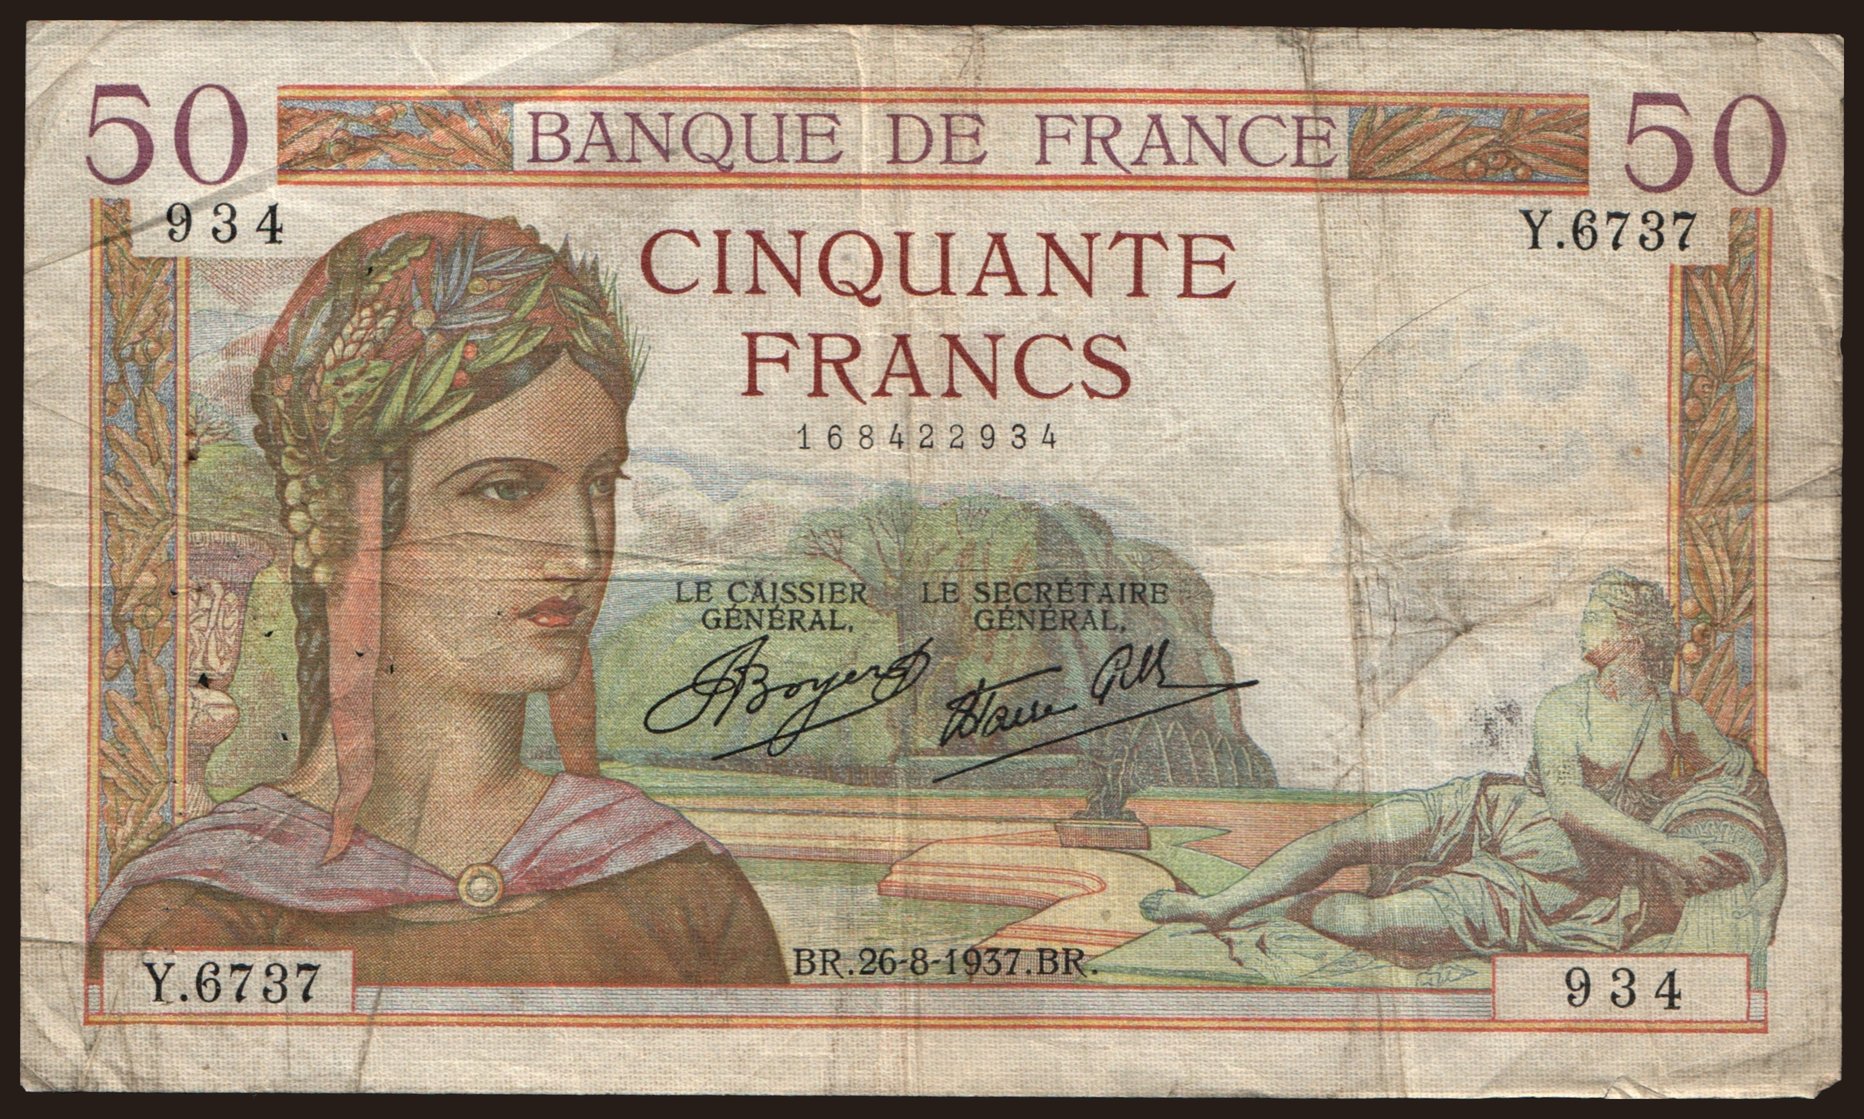 50 BANQUE DE FRANCE 50
934 Y.6737
CINQUANTE
FRANCS
168422934
LE CAISSIER
GÉNÉRAL,
LE SECRÉTAIRE
GÉNÉRAL,
BR.26-8-1937.BR.
Y.6737 934